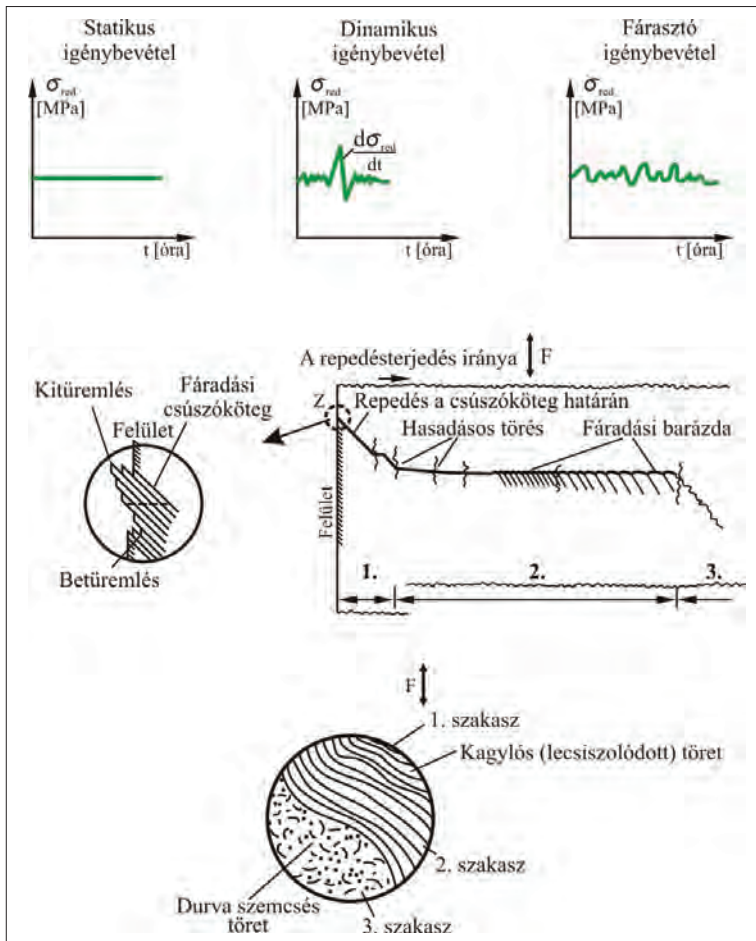 Statikus
igénybevétel
Dinamikus
igénybevétel
Fárasztó
igénybevétel
σred
[MPa]
t [óra]
σred
[MPa]
dσred
dt
t [óra]
σred
[MPa]
t [óra]
A repedésterjedés iránya
F
Kitüremlés
Fáradási
csúszóköteg
Felület
Betüremlés
Z
Repedés a csúszóköteg határán
Hasadásos törés
Fáradási barázda
Felület
1.
2.
3.
F
1. szakasz
Kagylós (lecsiszolódott) töret
2. szakasz
Durva szemcsés
töret
3. szakasz